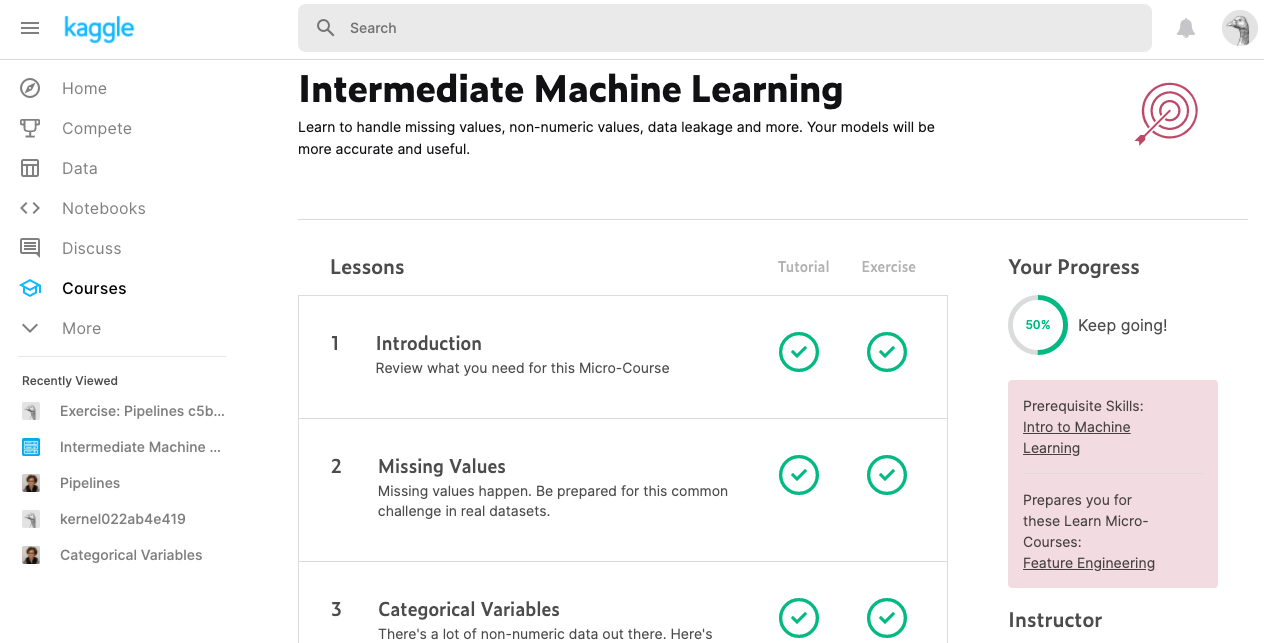 kaggle
Search
Home
Compete
Data
Notebooks
Discuss
Courses
More
Recently Viewed
Exercise: Pipelines c5b...
Intermediate Machine ...
Pipelines
kernel022ab4e419
Categorical Variables
Intermediate Machine Learning
Learn to handle missing values, non-numeric values, data leakage and more. Your models will be
more accurate and useful.
Lessons
Tutorial
Exercise
1
Introduction
Review what you need for this Micro-Course
2
Missing Values
Missing values happen. Be prepared for this common
challenge in real datasets.
3
Categorical Variables
There's a lot of non-numeric data out there. Here's
Your Progress
50%
Keep going!
Prerequisite Skills:
Intro to Machine
Learning
Prepares you for
these Learn Micro-
Courses:
Feature Engineering
Instructor